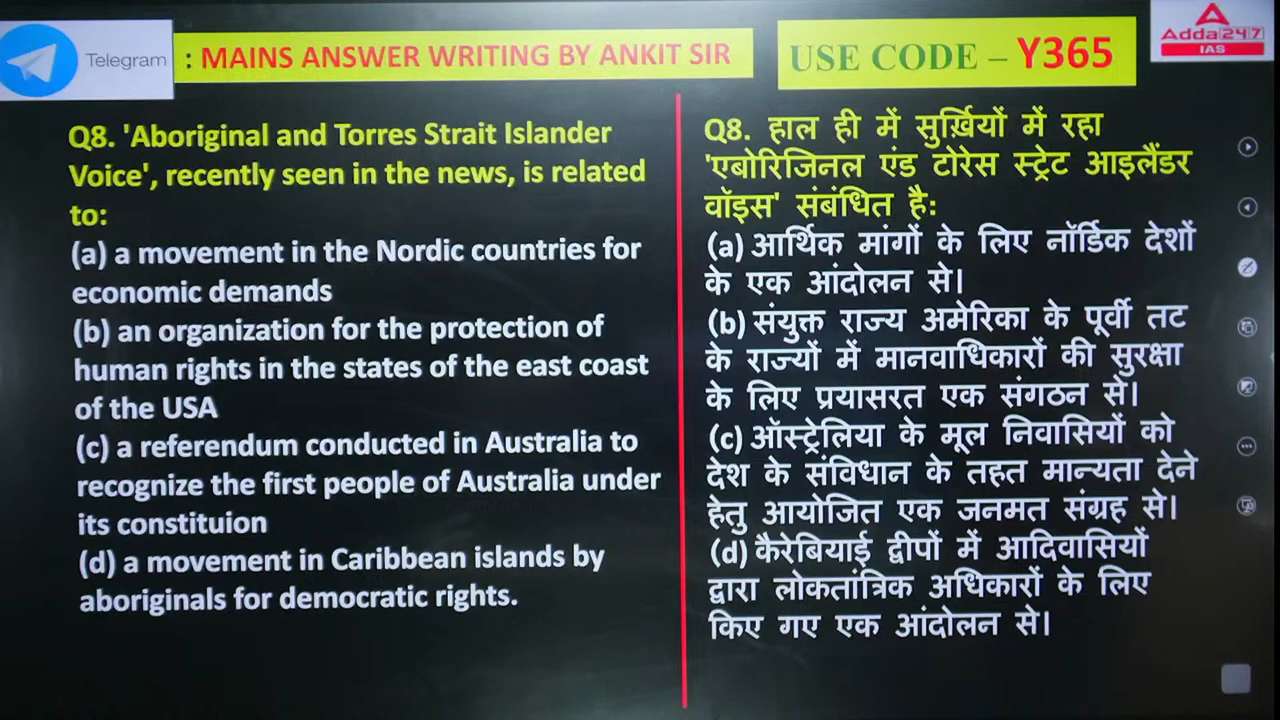 Telegram
: MAINS ANSWER WRITING BY ANKIT SIR
USE CODE – Y365
Adda247
IAS
Q8. 'Aboriginal and Torres Strait Islander
Voice', recently seen in the news, is related
to:
(a) a movement in the Nordic countries for
economic demands
(b) an organization for the protection of
human rights in the states of the east coast
of the USA
(c) a referendum conducted in Australia to
recognize the first people of Australia under
its constituion
(d) a movement in Caribbean islands by
aboriginals for democratic rights.
Q8. हाल ही में सुर्ख़ियों में रहा
'एबोरिजिनल एंड टोरेस स्ट्रेट आइलैंडर
वॉइस' संबंधित है:
(a) आर्थिक मांगों के लिए नॉर्डिक देशों
के एक आंदोलन से।
(b) संयुक्त राज्य अमेरिका के पूर्वी तट
के राज्यों में मानवाधिकारों की सुरक्षा
के लिए प्रयासरत एक संगठन से।
(c) ऑस्ट्रेलिया के मूल निवासियों को
देश के संविधान के तहत मान्यता देने
हेतु आयोजित एक जनमत संग्रह से।
(d) कैरेबियाई द्वीपों में आदिवासियों
द्वारा लोकतांत्रिक अधिकारों के लिए
किए गए एक आंदोलन से।